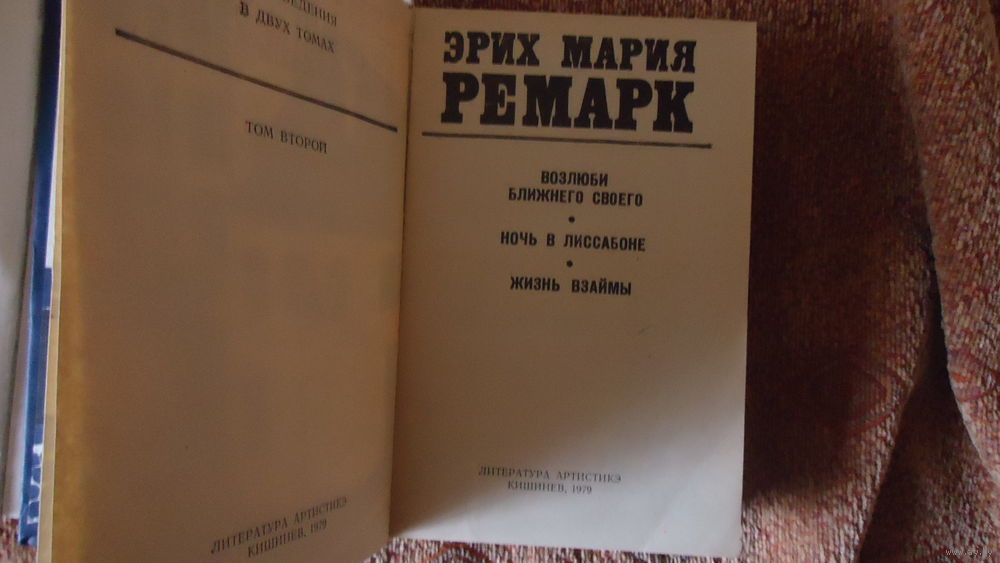 ВЕДЕНИЯ
В ДВУХ ТОМАХ
ТОМ ВТОРОЙ
ЛИТЕРАТУРА АРТИСТИКЭ
КИШИНЕВ, 1979
ЭРИХ МАРИЯ
РЕМАРК
ВОЗЛЮБИ
БЛИЖНЕГО СВОЕГО
НОЧЬ В ЛИССАБОНЕ
ЖИЗНЬ ВЗАЙМЫ
ЛИТЕРАТУРА АРТИСТИКЭ
КИШИНЕВ, 1979